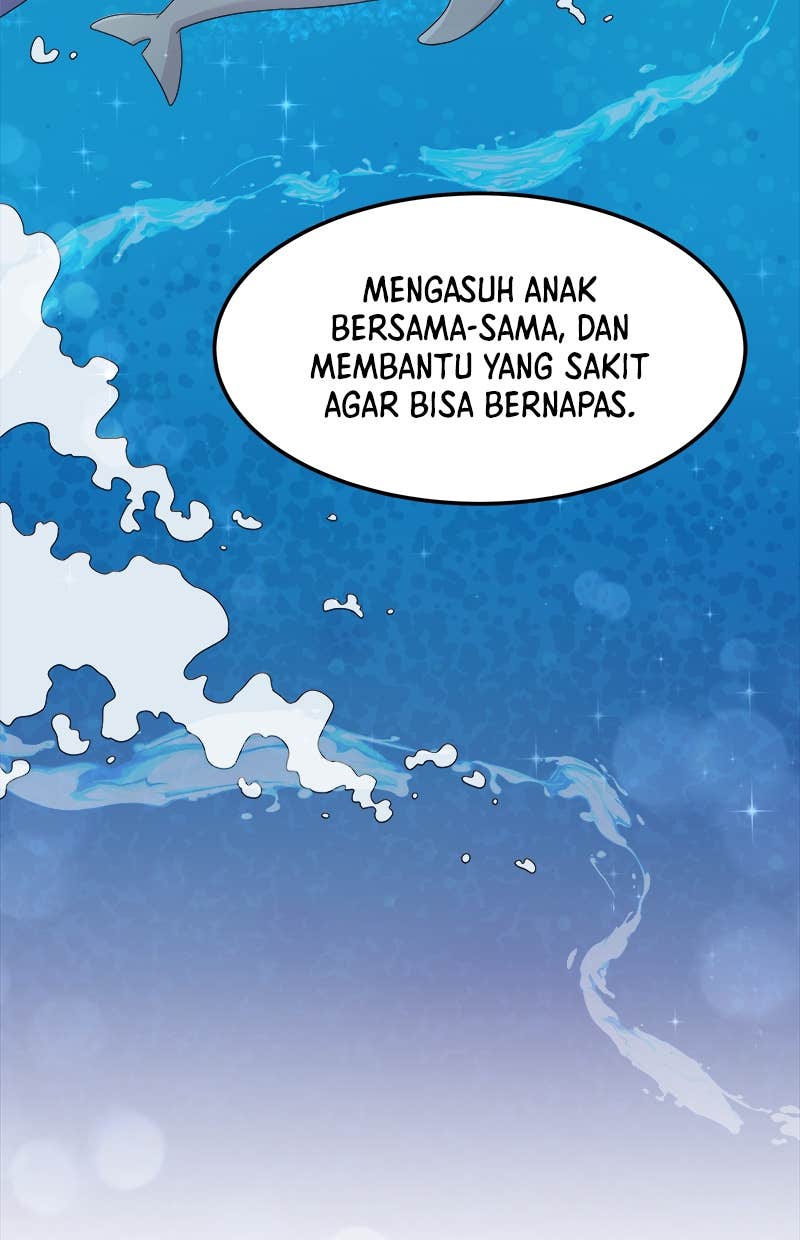 MENGASUH ANAK
BERSAMA-SAMA, DAN
MEMBANTU YANG SAKIT
AGAR BISA BERNAPAS.